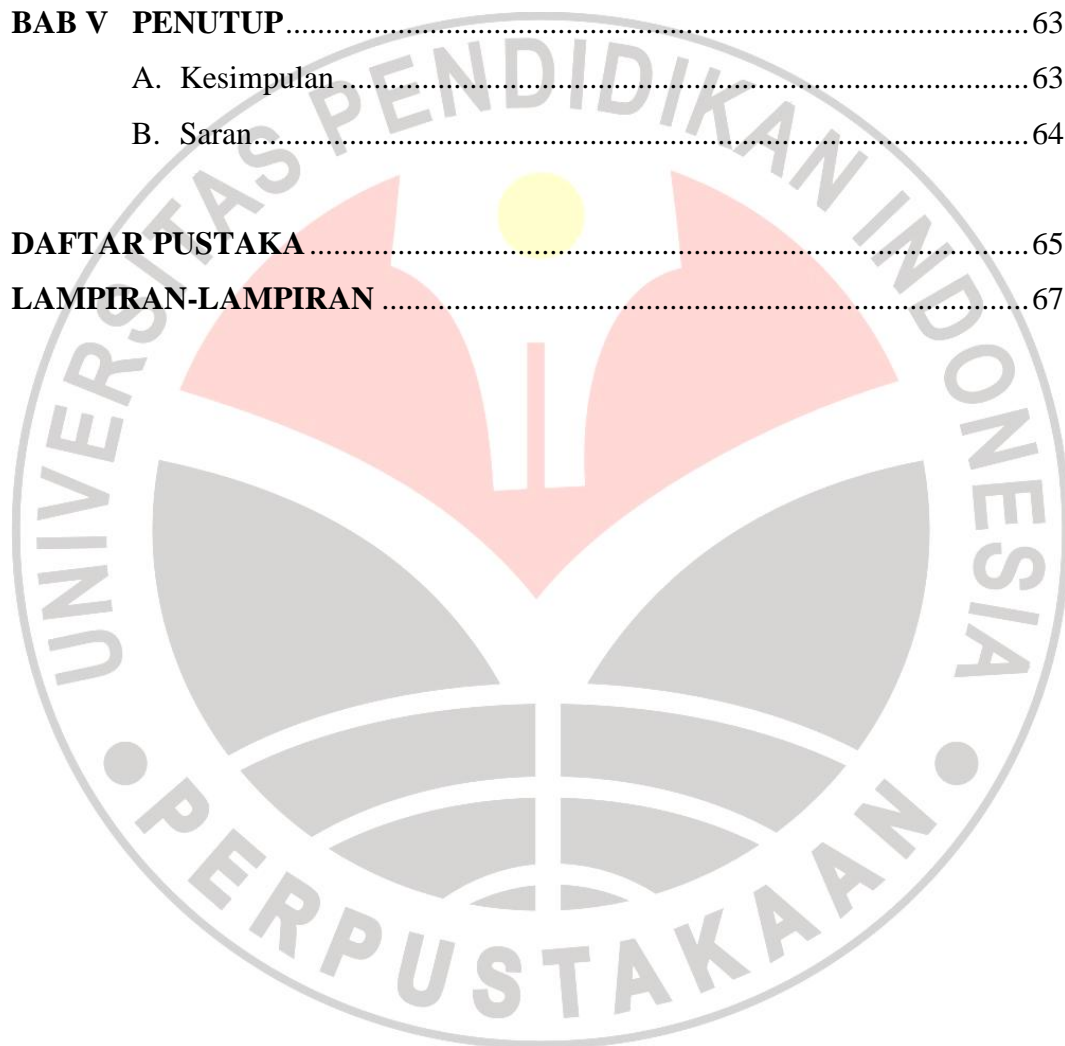 BAB V PENUTUP.....63
A. Kesimpulan.....63
B. Saran.....64
DAFTAR PUSTAKA.....65
LAMPIRAN-LAMPIRAN.....67
UNIVERSITAS PENDIDIKAN INDONESIA
PERPUSTAKAAN